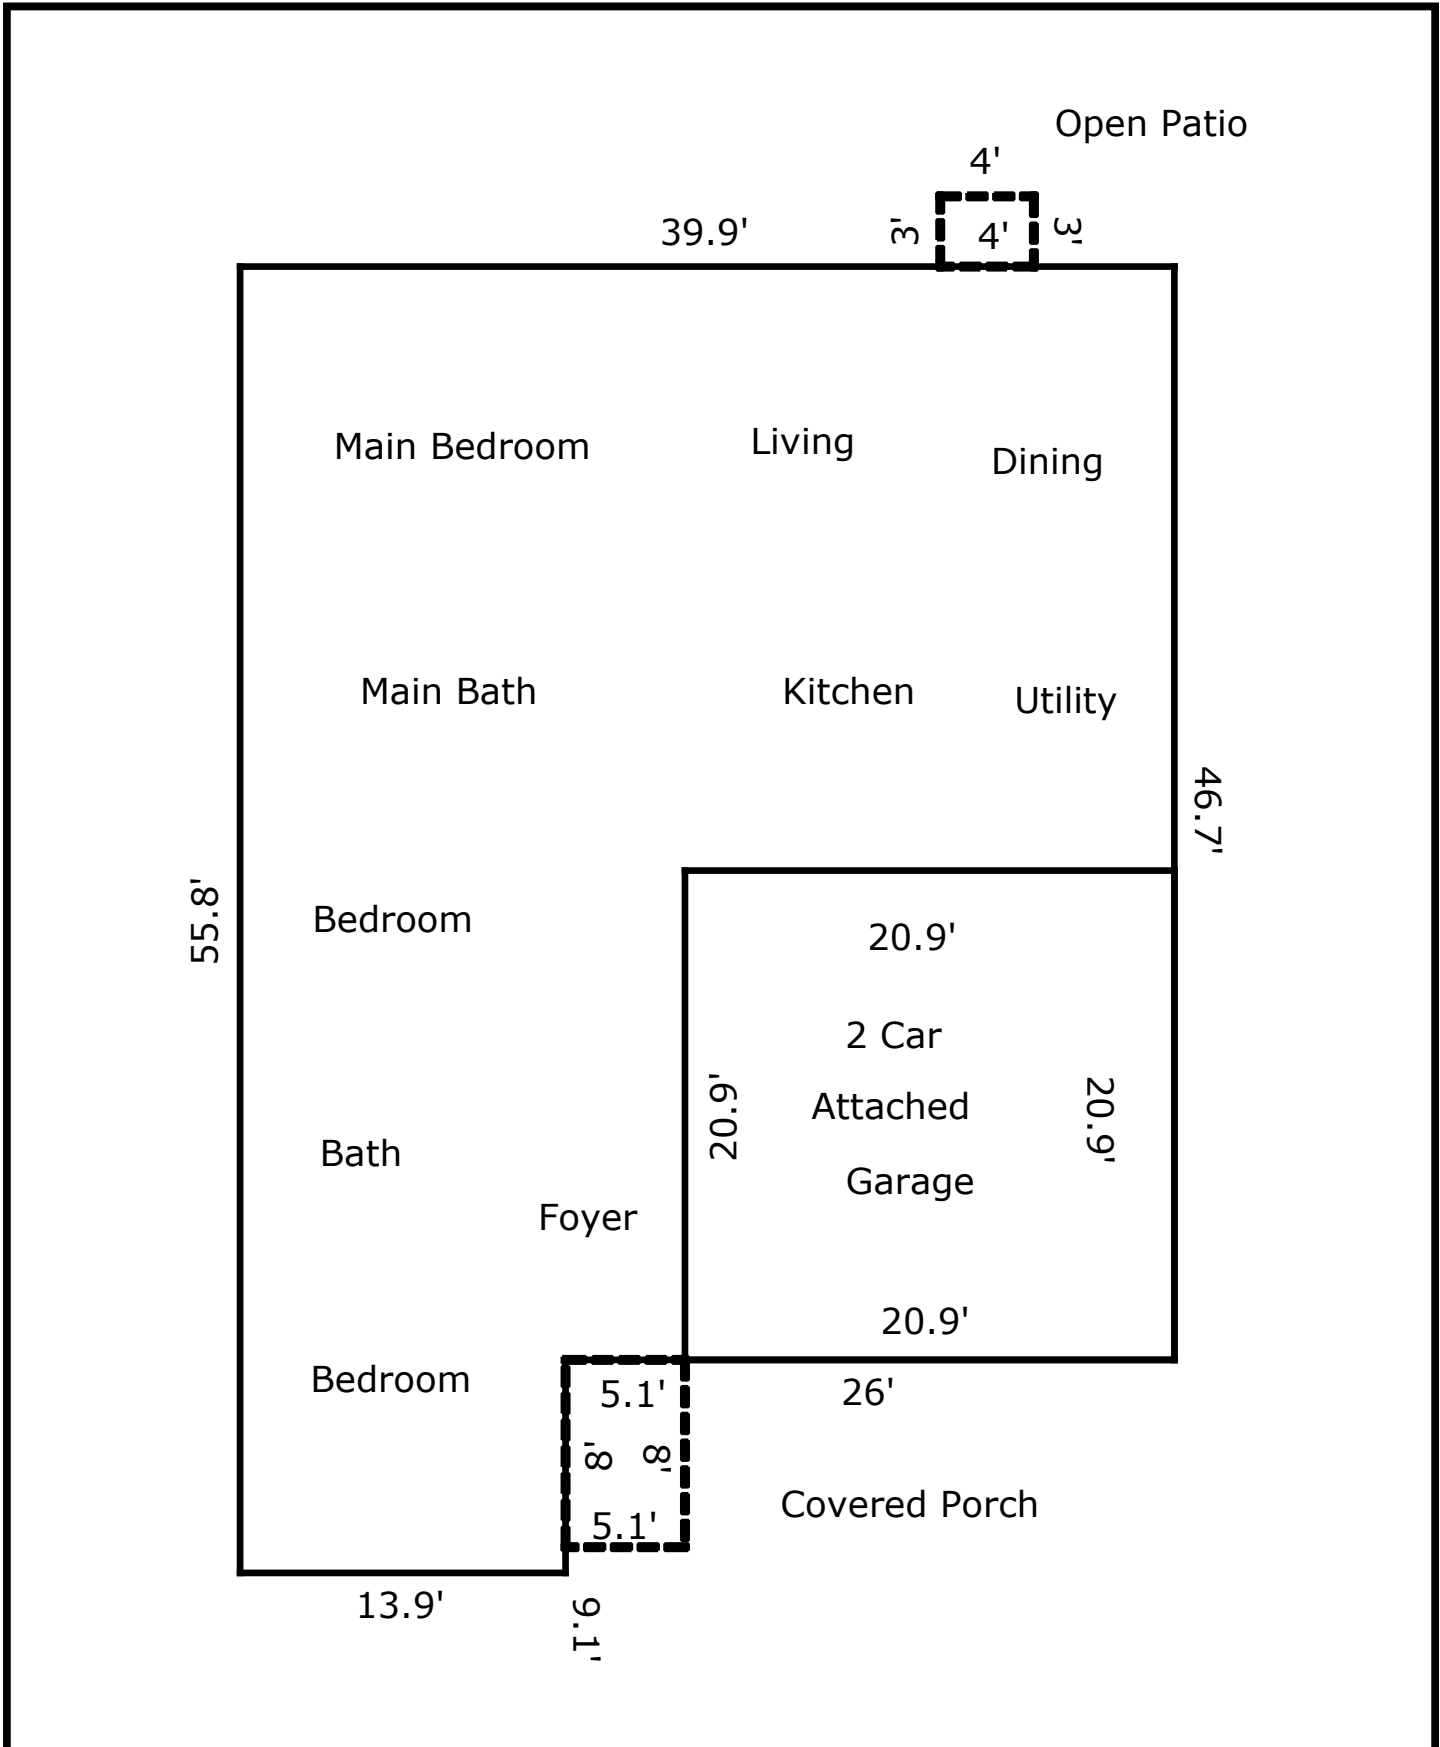 Open Patio
4'
39.9'
3'
4'
3'
Main Bedroom
Living
Dining
Main Bath
Kitchen
Utility
46.7'
55.8'
Bedroom
20.9'
2 Car
Attached
Garage
20.9'
20.9'
Bath
Foyer
20.9'
Bedroom
5.1'
26'
8'
8'
5.1'
Covered Porch
13.9'
9.1'